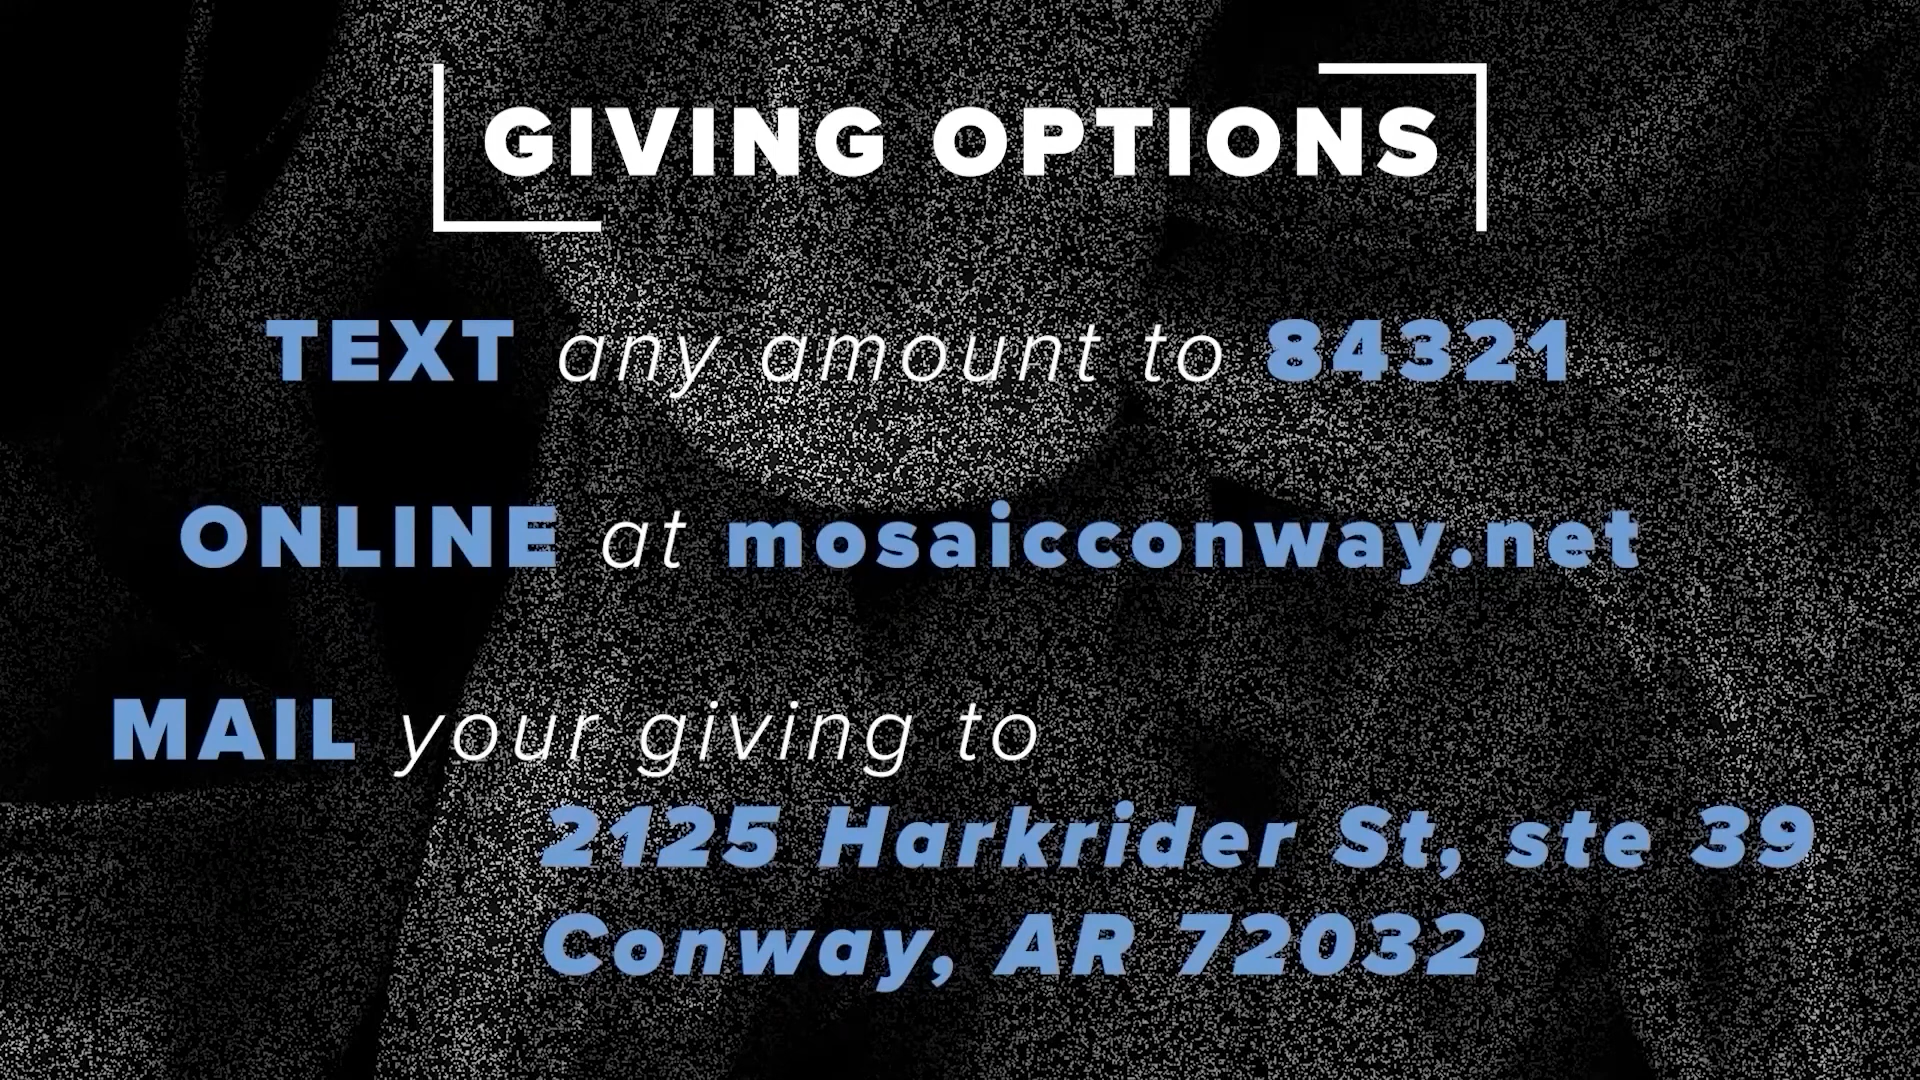 GIVING OPTIONS
TEXT any amount to 84321
ONLINE at mosaicconway.net
MAIL your giving to
2125 Harkrider St, ste 39
Conway, AR 72032